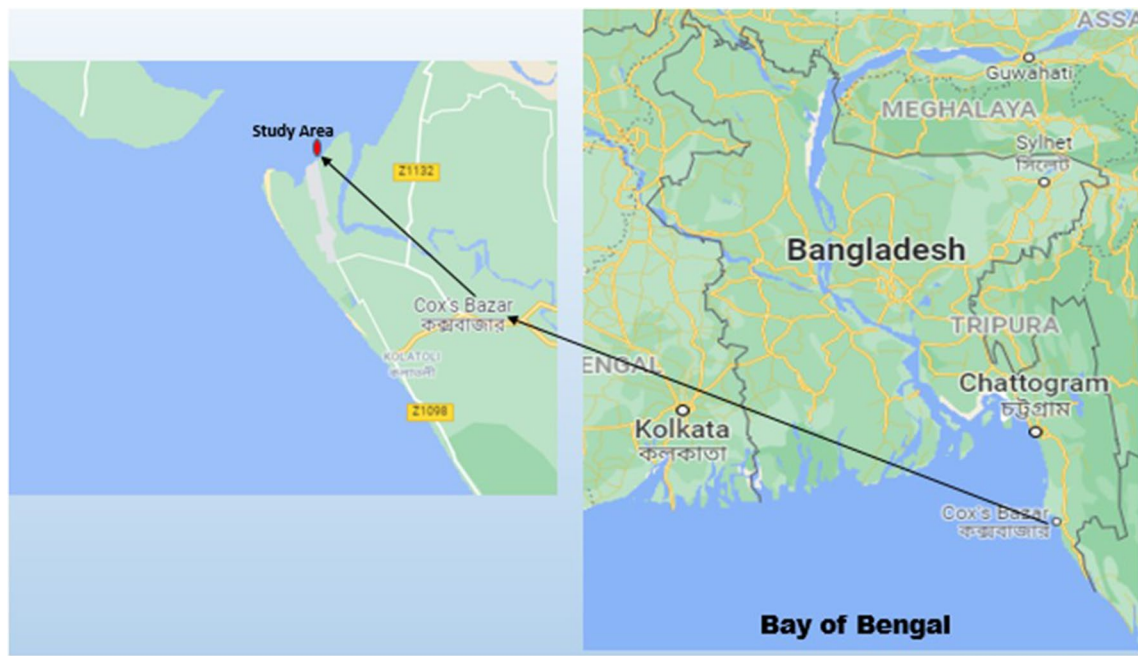 Study Area
Z1132
Cox's Bazar
কক্সবাজার
KOLATOLI
কলাতলী
Z1098
ASSA
Guwahati
MEGHALAYA
Sylhet
সিলেট
Bangladesh
TRIPURA
ENGAL
Chattogram
চট্টগ্রাম
Kolkata
কলকাতা
Cox's Bazar
কক্সবাজার
Bay of Bengal